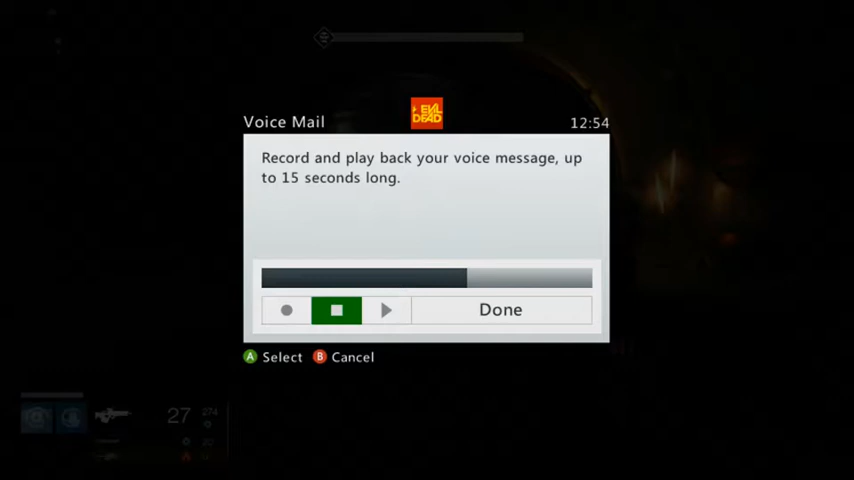 Voice Mail
EVIL
DEAD
12:54
Record and play back your voice message, up
to 15 seconds long.
Done
A Select B Cancel
27
274